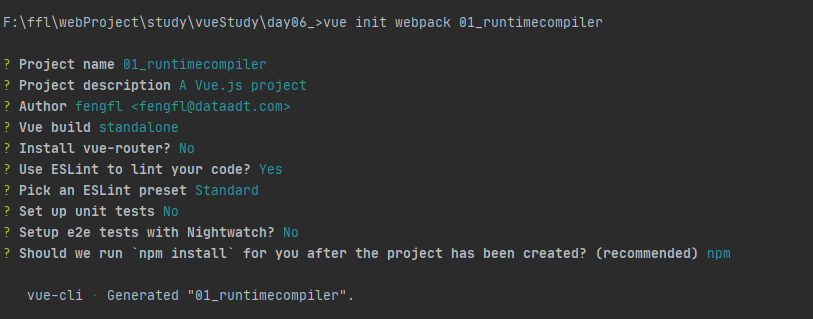 F:\ffl\webProject\study\vueStudy\day06_>vue init webpack 01_runtimecompiler
? Project name 01_runtimecompiler
? Project description A Vue.js project
? Author fengfl <fengfl@dataadt.com>
? Vue build standalone
? Install vue-router? No
? Use ESLint to lint your code? Yes
? Pick an ESLint preset Standard
? Set up unit tests No
? Setup e2e tests with Nightwatch? No
? Should we run `npm install` for you after the project has been created? (recommended) npm
vue-cli · Generated "01_runtimecompiler".